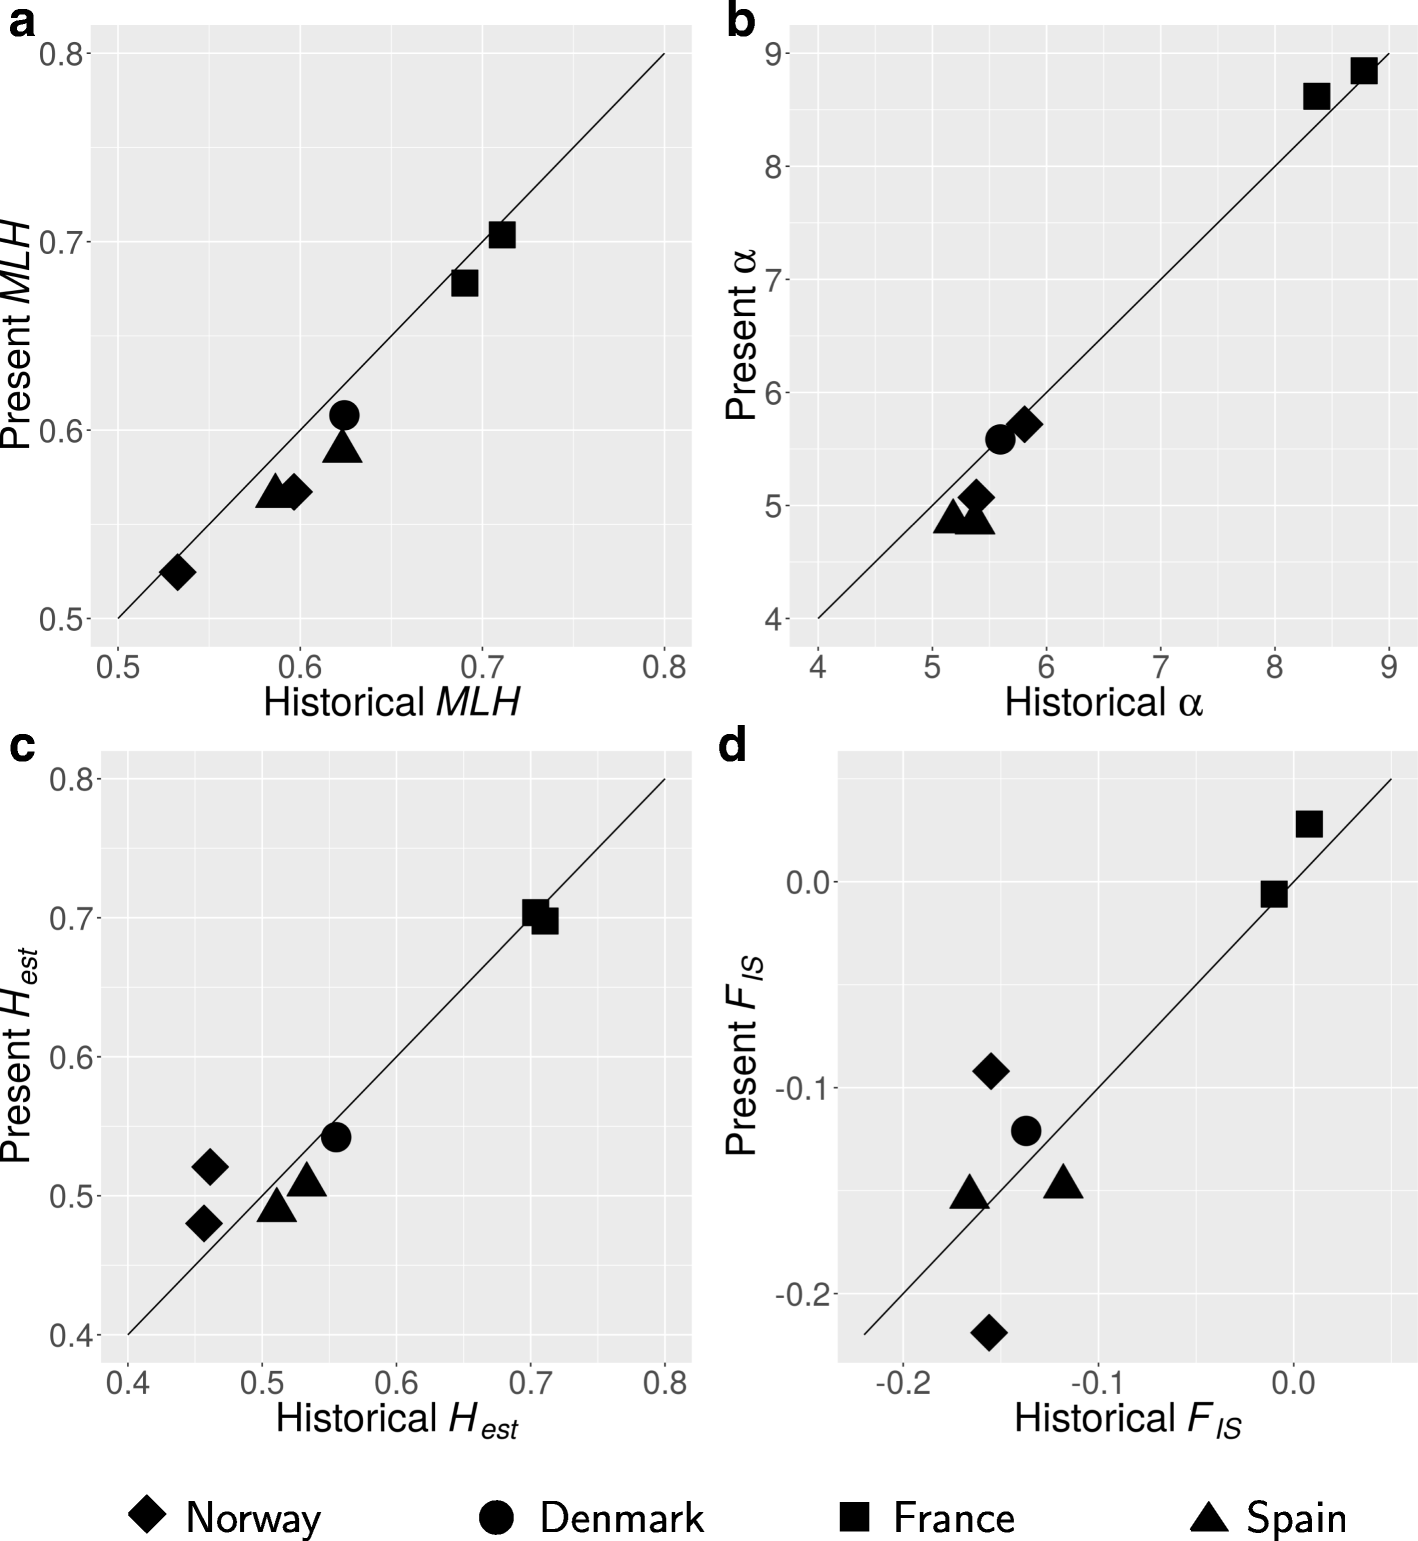 a
0.8
0.7
0.6
0.5
Present MLH
0.5 0.6 0.7 0.8
Historical MLH
b
9
8
7
6
5
4
Present α
4 5 6 7 8 9
Historical α
c
0.8
0.7
0.6
0.5
0.4
Present Hest
0.4 0.5 0.6 0.7 0.8
Historical Hest
d
0.0
-0.1
-0.2
Present FIS
-0.2 -0.1 0.0
Historical FIS
Norway Denmark France Spain